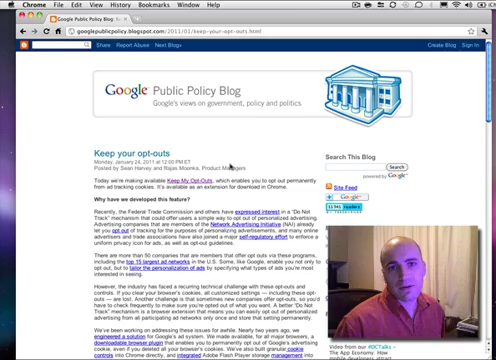 Chrome File Edit View History Bookmarks Window Help
Google Public Policy Blog: K
googlepublicpolicy.blogspot.com/2011/01/keep-your-opt-outs.html
Share Report Abuse Next Blog»
Create Blog Sign In
Google Public Policy Blog
Google's views on government, policy and politics
Keep your opt-outs
Monday, January 24, 2011 at 12:00 PM ET
Posted by Sean Harvey and Rajas Moonka, Product Managers
Today we're making available Keep My Opt-Outs, which enables you to opt out permanently
from ad tracking cookies. It's available as an extension for download in Chrome.
Why have we developed this feature?
Recently, the Federal Trade Commission and others have expressed interest in a "Do Not
Track" mechanism that could offer users a simple way to opt out of personalized advertising.
Advertising companies that are members of the Network Advertising Initiative (NAI) already
let you opt out of tracking for the purposes of personalized advertising, and many online
advertisers and trade associations have also joined a major self-regulatory effort to enforce a
uniform privacy icon for ads, as well as opt-out guidelines.
There are more than 50 companies that offer opt outs via these programs,
including the top 15 largest ad networks in the U.S. Some, like Google, enable you not only to
opt out, but to tailor the personalization of ads by specifying what types of ads you're most
interested in seeing.
However, the industry has faced a recurring technical challenge with these opt-outs and
controls. If you clear your browser's cookies, all customized settings — including these opt-
outs — are lost. Another challenge is that sometimes new companies offer opt-outs, so you'd
have to check frequently to make sure you're opted out of what you want. A better "Do Not
Track" mechanism is a browser extension that means you can easily opt out of personalized
advertising from all participating ad networks only once and store that setting permanently.
We've been working on addressing these issues for awhile. Nearly two years ago, we
engineered a solution for Google's ad system. We made available, for all major browsers, a
downloadable browser plugin that enables you to permanently opt out of Google's advertising
cookie, even if you deleted all your browser's cookies. We've also built granular cookie
controls into Chrome directly, and integrated Adobe Flash Player storage management into
Search This Blog
Search
powered by Google
Site Feed
+ Google
11941 readers
Video from our #DCTalks -
The App Economy: How
mobile developers attract